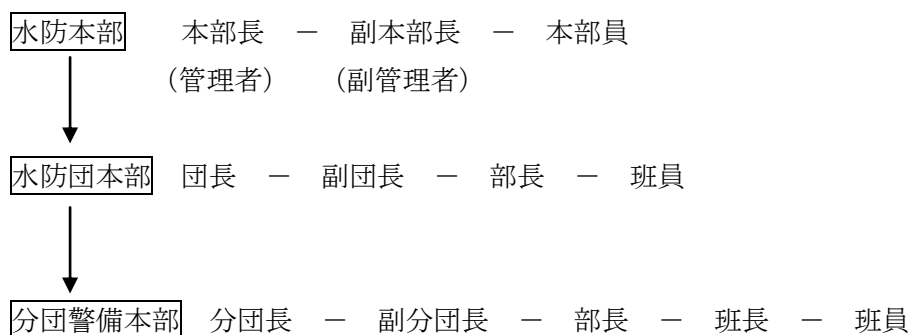 水防本部　本部長　－　副本部長　－　本部員
（管理者）　（副管理者）
水防団本部　団長　－　副団長　－　部長　－　班員
分団警備本部　分団長　－　副分団長　－　部長　－　班長　－　班員